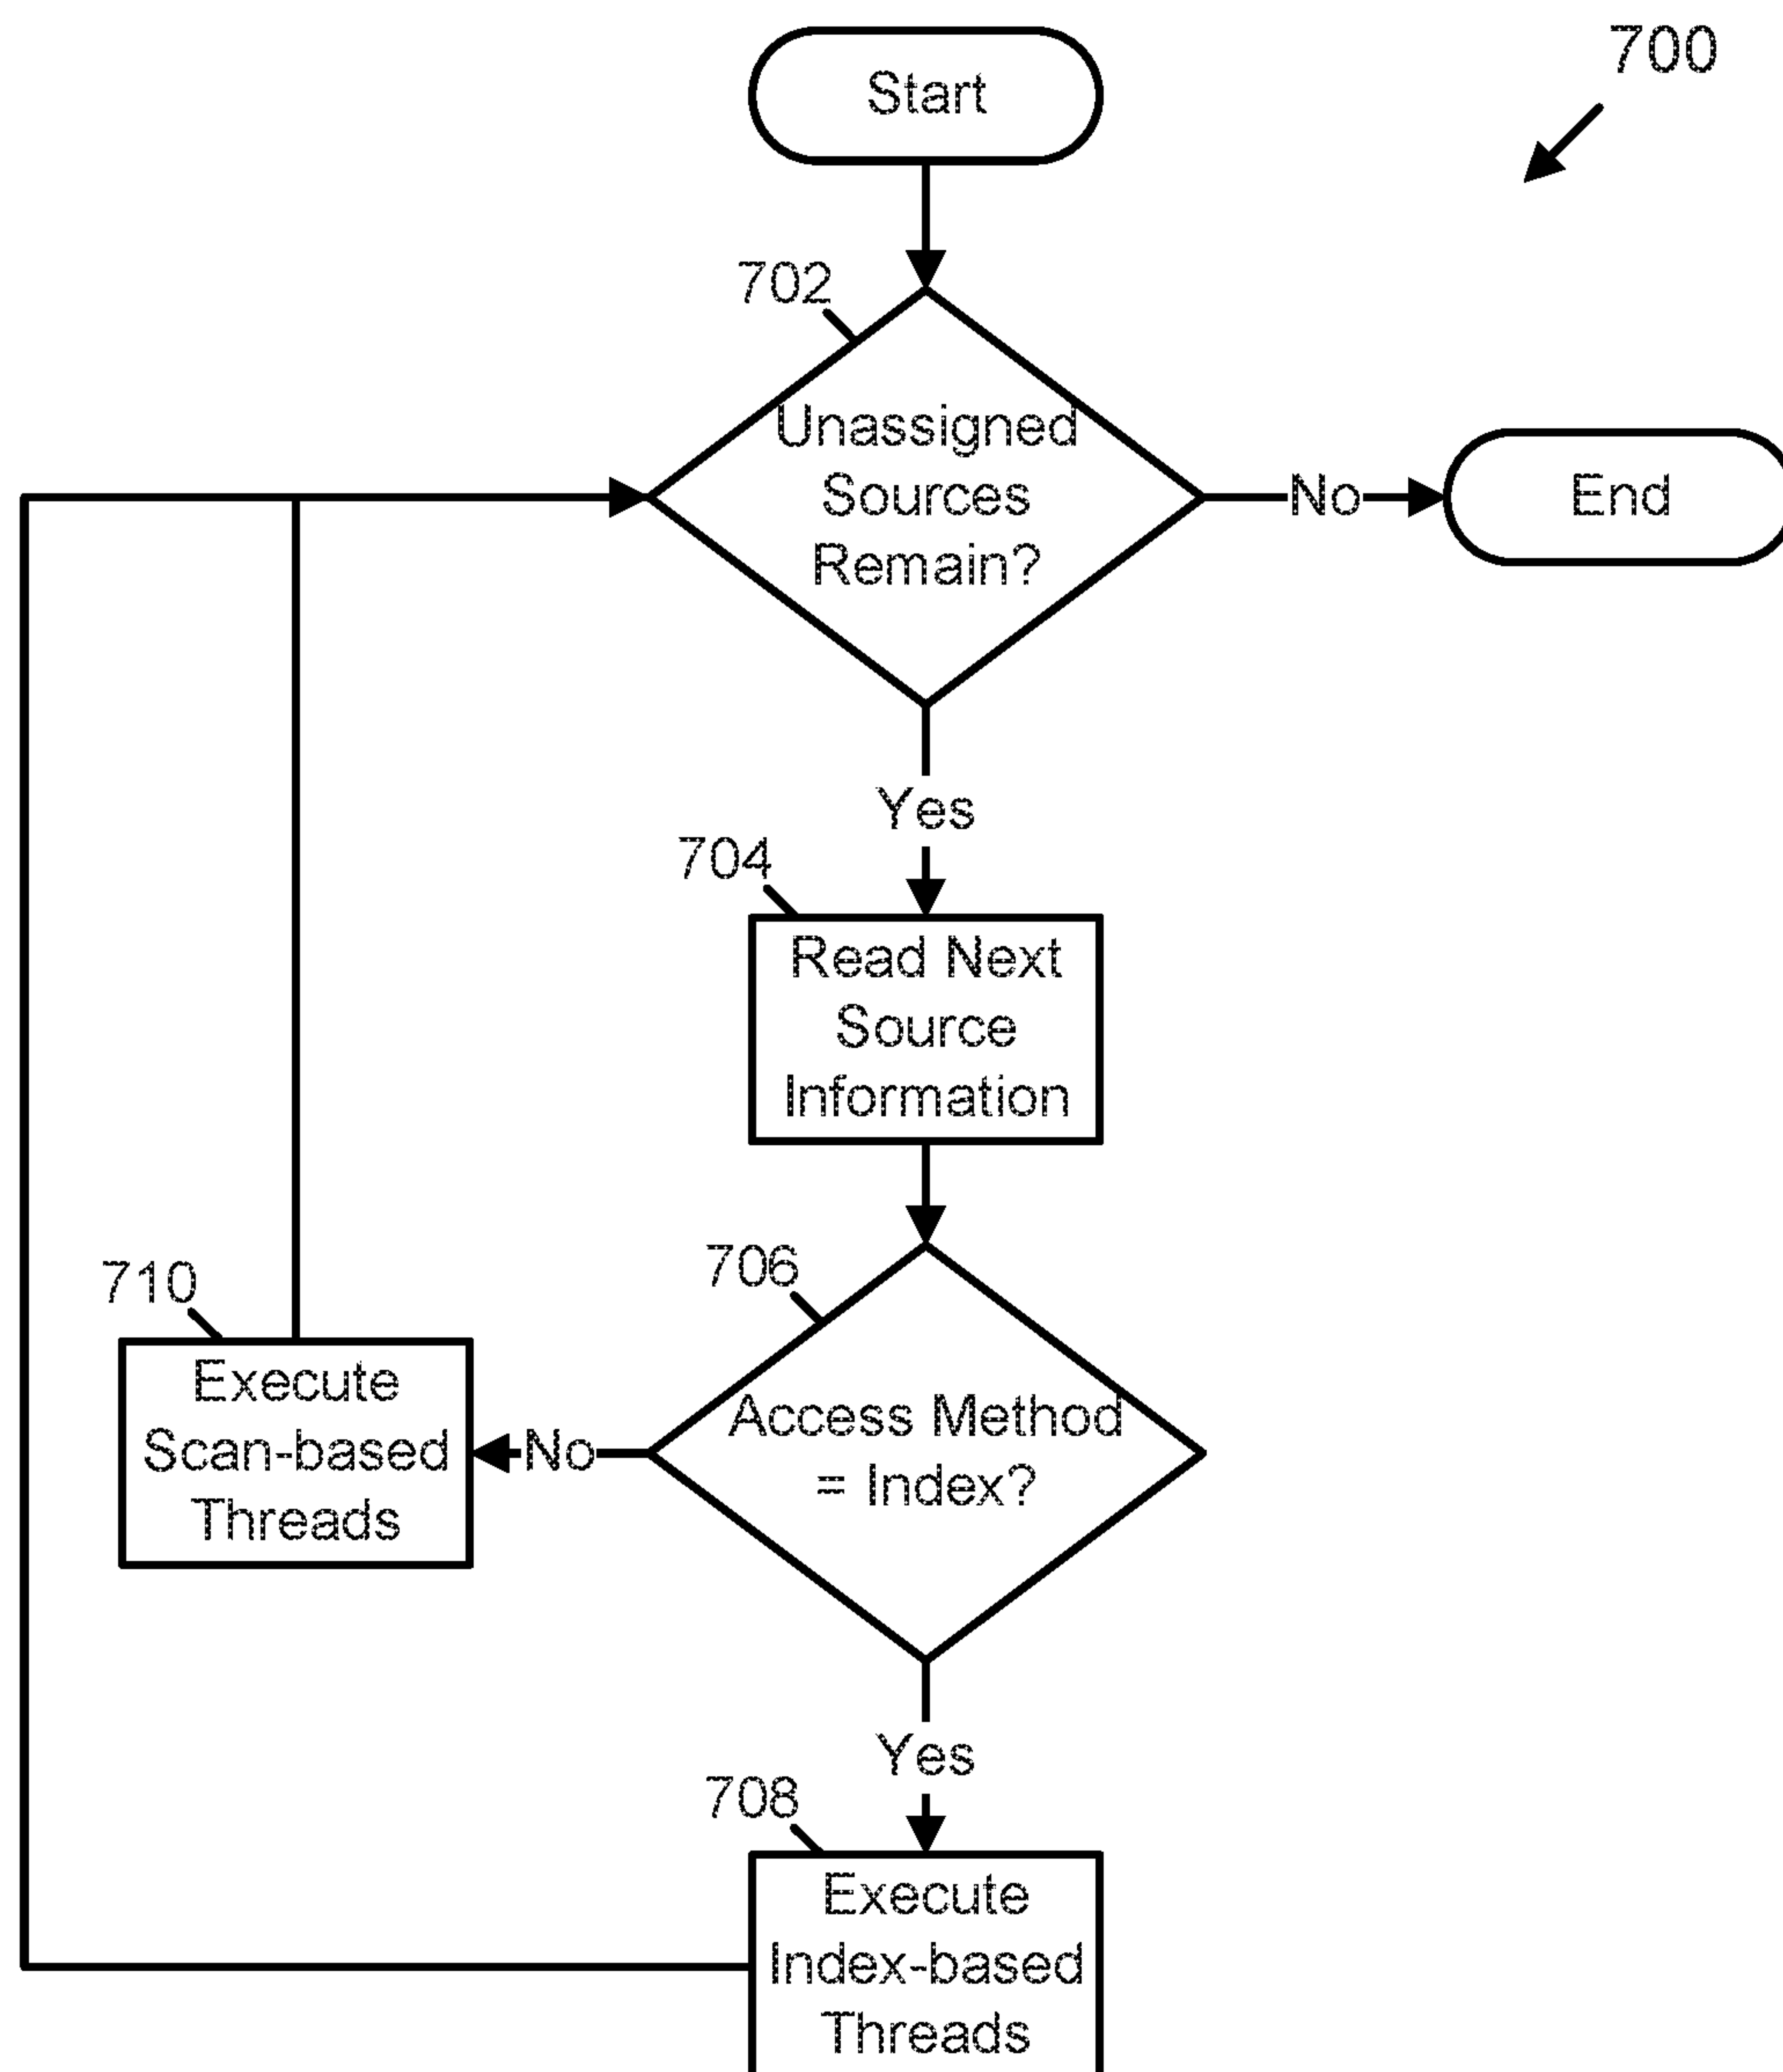 700
Start
702
Unassigned
Sources
Remain?
No
End
Yes
704
Read Next
Source
Information
706
710
Execute
Scan-based
Threads
No
Access Method
= Index?
Yes
708
Execute
Index-based
Threads